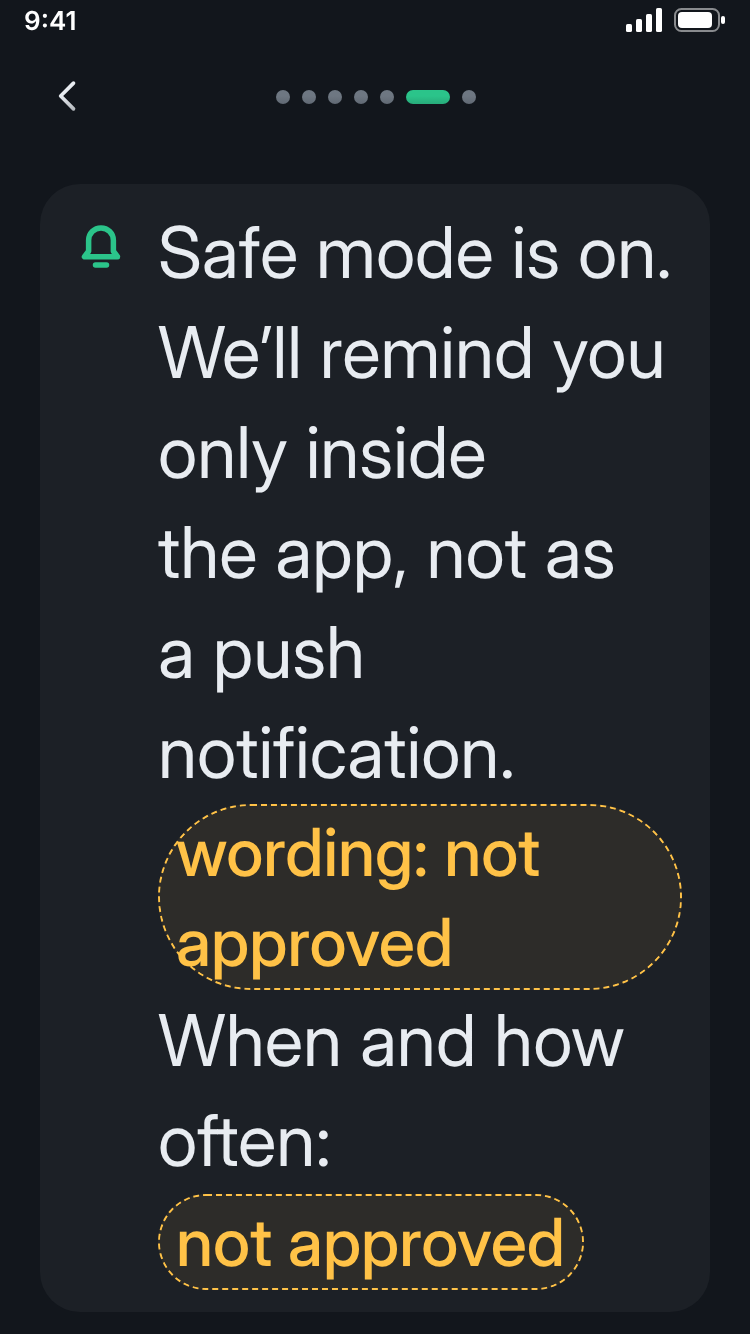 9:41
Safe mode is on.
We’ll remind you
only inside
the app, not as
a push
notification.
wording: not
approved
When and how
often:
not approved